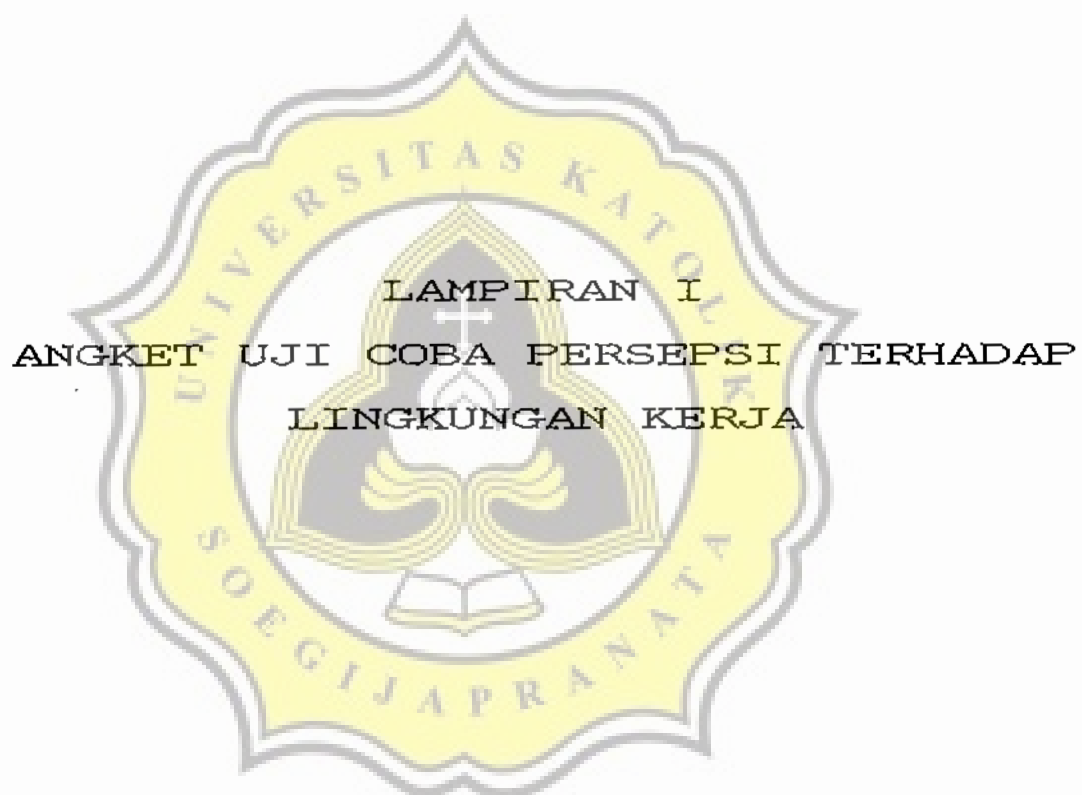 LAMPIRAN I
ANGKET UJI COBA PERSEPSI TERHADAP
LINGKUNGAN KERJA
UNIVERSITAS KATOLIK
SOEGIJAPRANATA